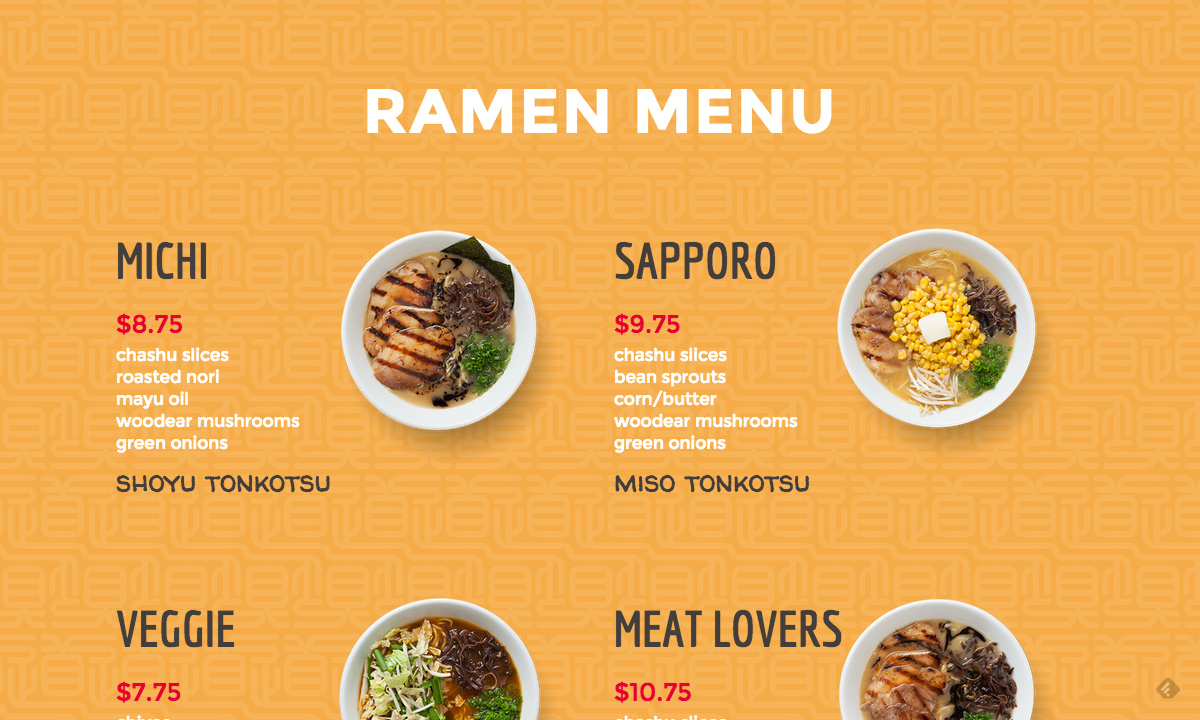 RAMEN MENU
MICHI
$8.75
chashu slices
roasted nori
mayu oil
woodear mushrooms
green onions
SHOYU TONKOTSU
SAPPORO
$9.75
chashu slices
bean sprouts
corn/butter
woodear mushrooms
green onions
MISO TONKOTSU
VEGGIE
$7.75
MEAT LOVERS
$10.75